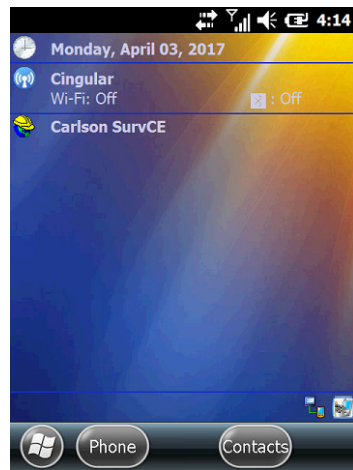 4:14
Monday, April 03, 2017
Cingular
Wi-Fi: Off : Off
Carlson SurvCE
Phone Contacts